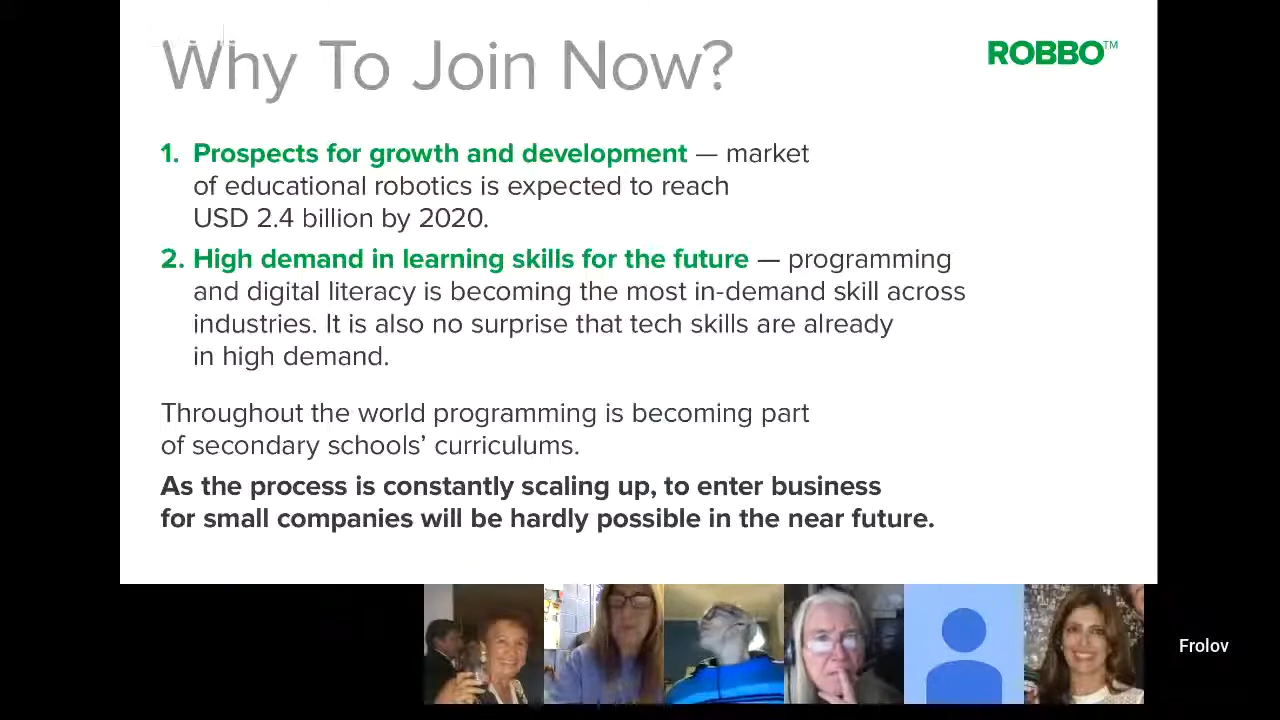 Why To Join Now?
ROBBO™
1. Prospects for growth and development — market
of educational robotics is expected to reach
USD 2.4 billion by 2020.
2. High demand in learning skills for the future — programming
and digital literacy is becoming the most in-demand skill across
industries. It is also no surprise that tech skills are already
in high demand.
Throughout the world programming is becoming part
of secondary schools’ curriculums.
As the process is constantly scaling up, to enter business
for small companies will be hardly possible in the near future.
Frolov